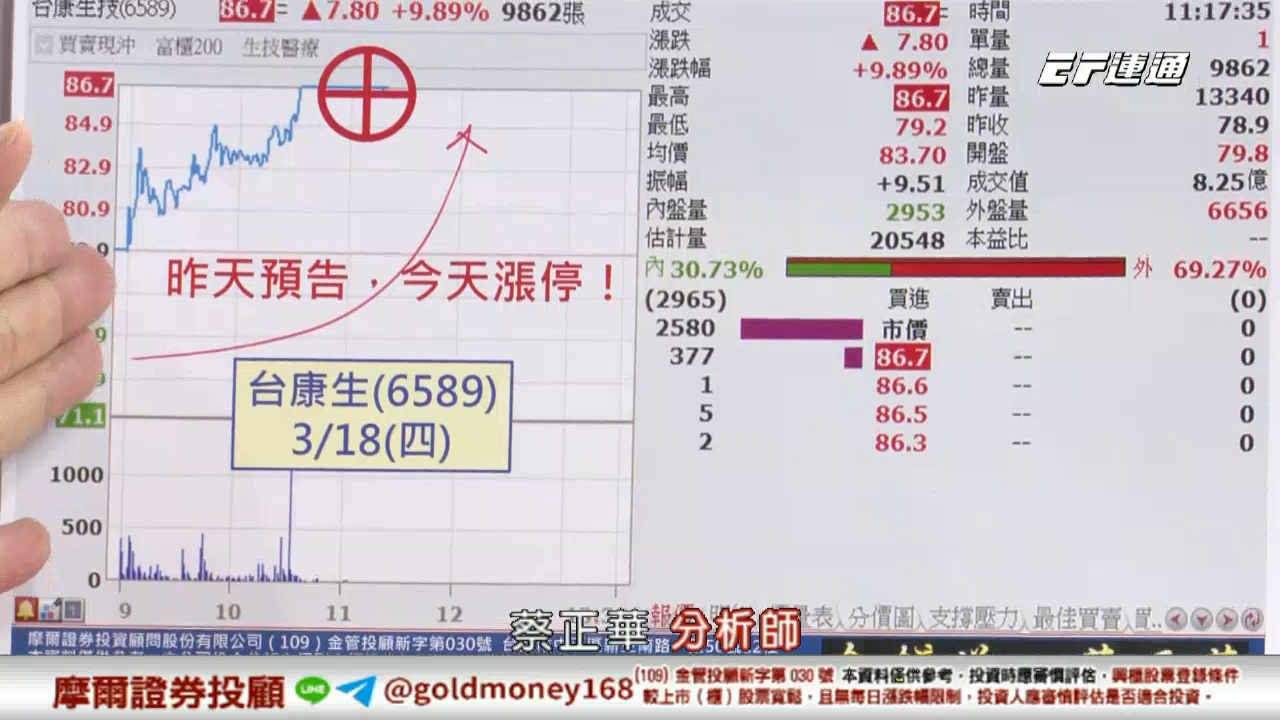 台康生技(6589) 86.7= ▲7.80 +9.89% 9862張
買賣現沖 富櫃200 生技醫療
86.7
84.9
82.9
80.9
71.1
1000
500
0
9 10 11 12
昨天預告，今天漲停！
台康生(6589)
3/18(四)
成交 86.7= 時間 11:17:35
漲跌 ▲ 7.80 單量 1
漲跌幅 +9.89% 總量 9862
最高 86.7 昨量 13340
最低 79.2 昨收 78.9
均價 83.70 開盤 79.8
振幅 +9.51 成交值 8.25億
內盤量 2953 外盤量 6656
估計量 20548 本益比 --
內 30.73% 外 69.27%
(2965) 買進 賣出 (0)
2580 市價 -- 0
377 86.7 -- 0
1 86.6 -- 0
5 86.5 -- 0
2 86.3 -- 0
EF連通
分價圖 支撐壓力 最佳買賣 買..
蔡正華 分析師
摩爾證券投資顧問股份有限公司（109）金管投顧新字第030號
摩爾證券投顧 LINE @goldmoney168
(109) 金管投顧新字第 030 號 本資料僅供參考，投資時應審慎評估，興櫃股票登錄條件
較上市（櫃）股票寬鬆，且無每日漲跌幅限制，投資人應審慎評估是否適合投資。